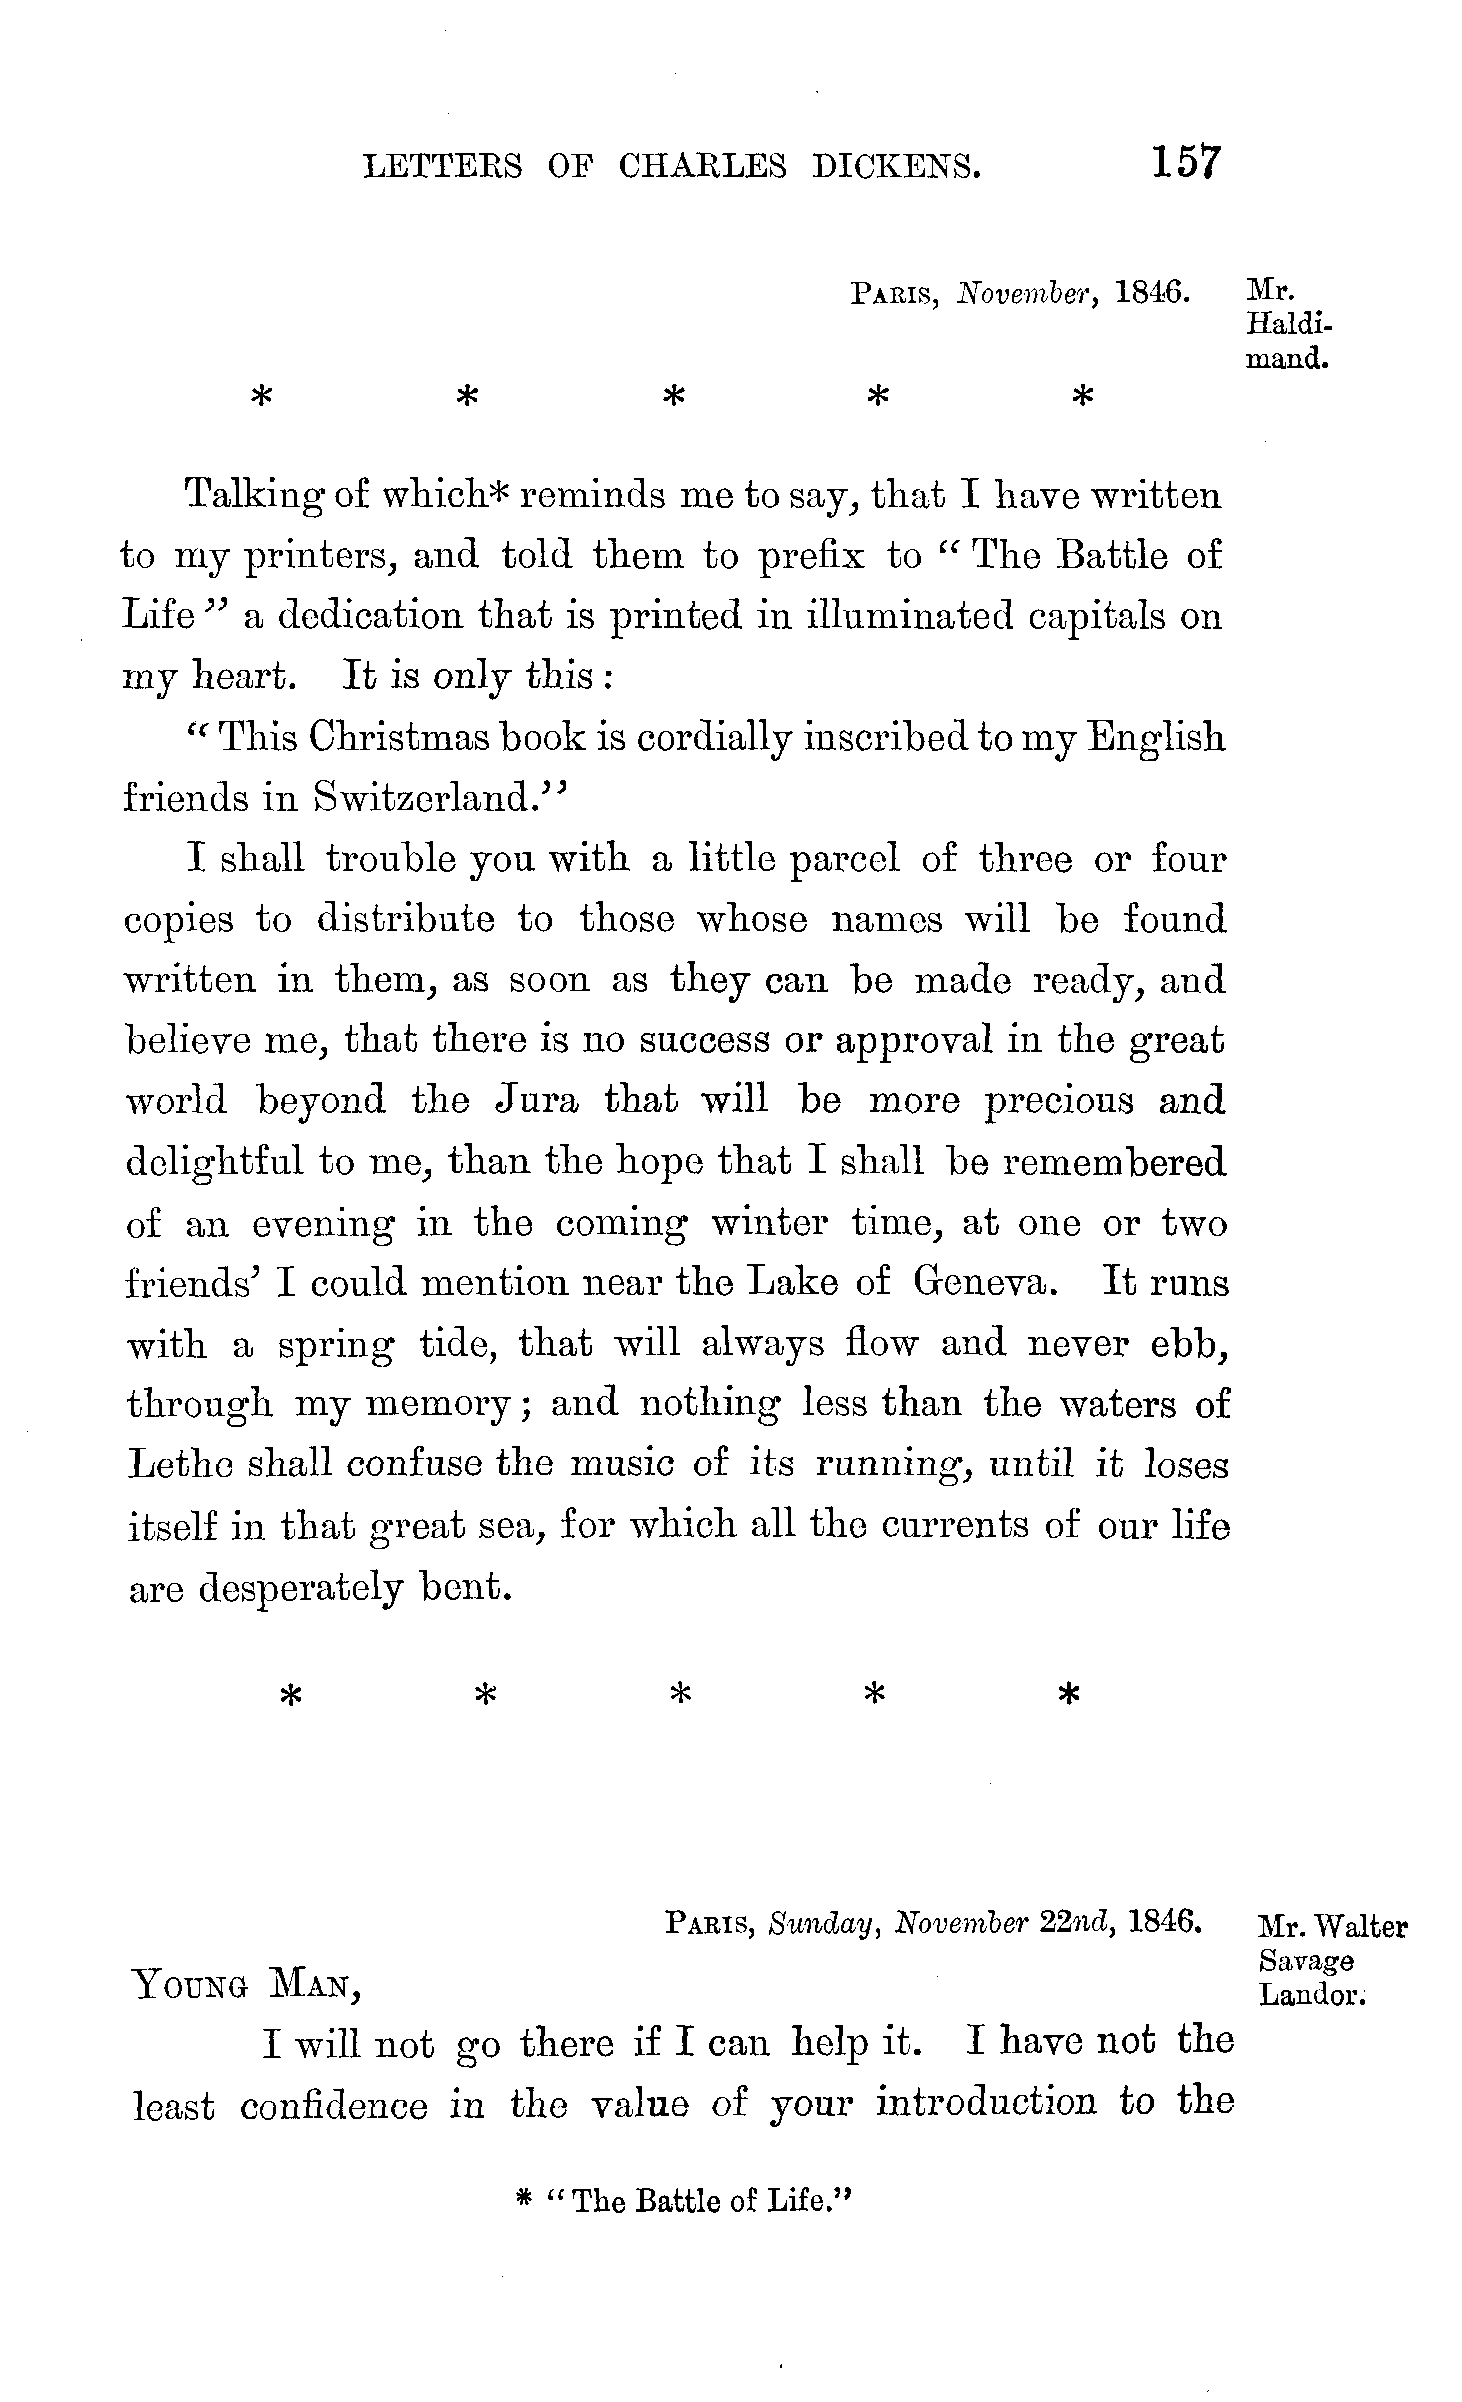 LETTERS OF CHARLES DICKENS. 157
PARIS, November, 1846.
Mr.
Haldi-
mand.
* * * * *
Talking of which* reminds me to say, that I have written
to my printers, and told them to prefix to “ The Battle of
Life ” a dedication that is printed in illuminated capitals on
my heart. It is only this :
“ This Christmas book is cordially inscribed to my English
friends in Switzerland.”
I shall trouble you with a little parcel of three or four
copies to distribute to those whose names will be found
written in them, as soon as they can be made ready, and
believe me, that there is no success or approval in the great
world beyond the Jura that will be more precious and
delightful to me, than the hope that I shall be remembered
of an evening in the coming winter time, at one or two
friends’ I could mention near the Lake of Geneva. It runs
with a spring tide, that will always flow and never ebb,
through my memory ; and nothing less than the waters of
Lethe shall confuse the music of its running, until it loses
itself in that great sea, for which all the currents of our life
are desperately bent.
* * * * *
PARIS, Sunday, November 22nd, 1846.
Mr. Walter
Savage
Landor.
YOUNG MAN,
I will not go there if I can help it. I have not the
least confidence in the value of your introduction to the
* “ The Battle of Life.”